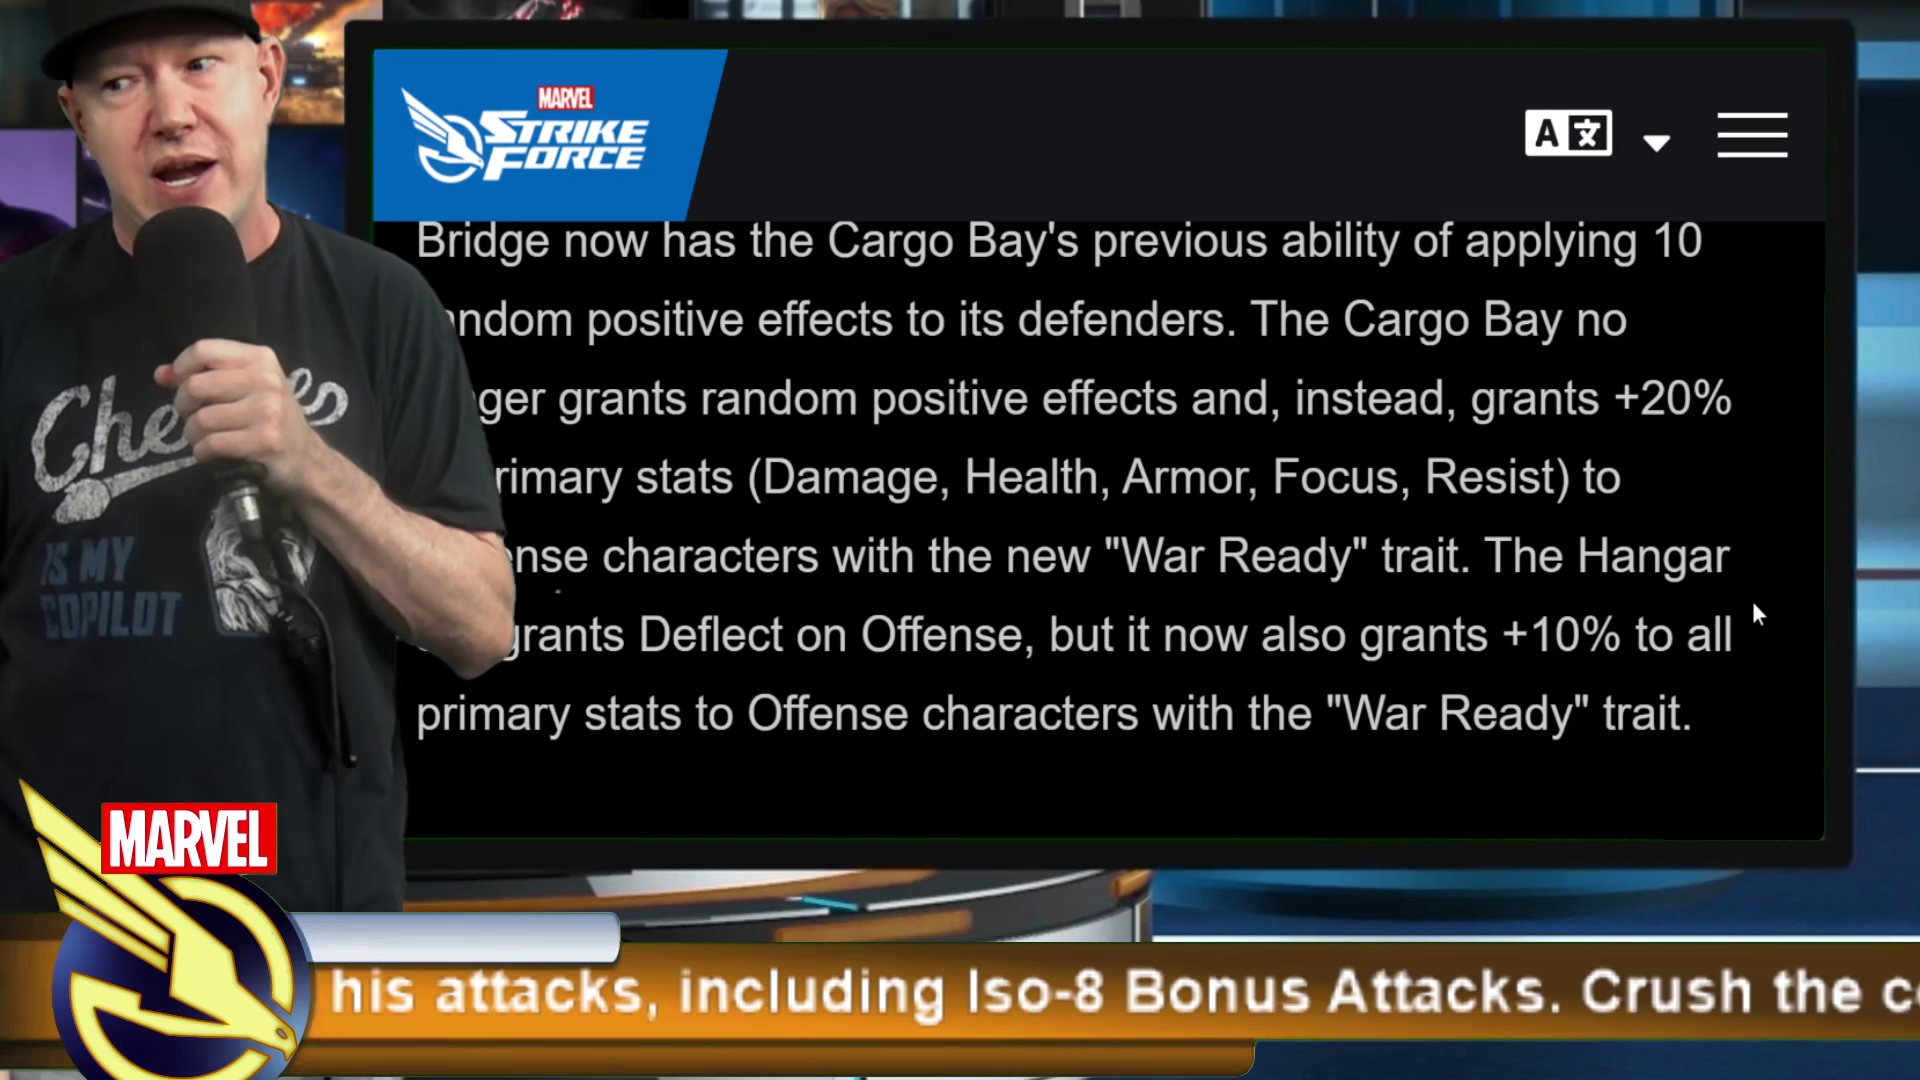 MARVEL
STRIKE
FORCE
A 文
Bridge now has the Cargo Bay's previous ability of applying 10
ndom positive effects to its defenders. The Cargo Bay no
ger grants random positive effects and, instead, grants +20%
rimary stats (Damage, Health, Armor, Focus, Resist) to
nse characters with the new "War Ready" trait. The Hangar
grants Deflect on Offense, but it now also grants +10% to all
primary stats to Offense characters with the "War Ready" trait.
IS MY
COPILOT
MARVEL
his attacks, including Iso-8 Bonus Attacks. Crush the c